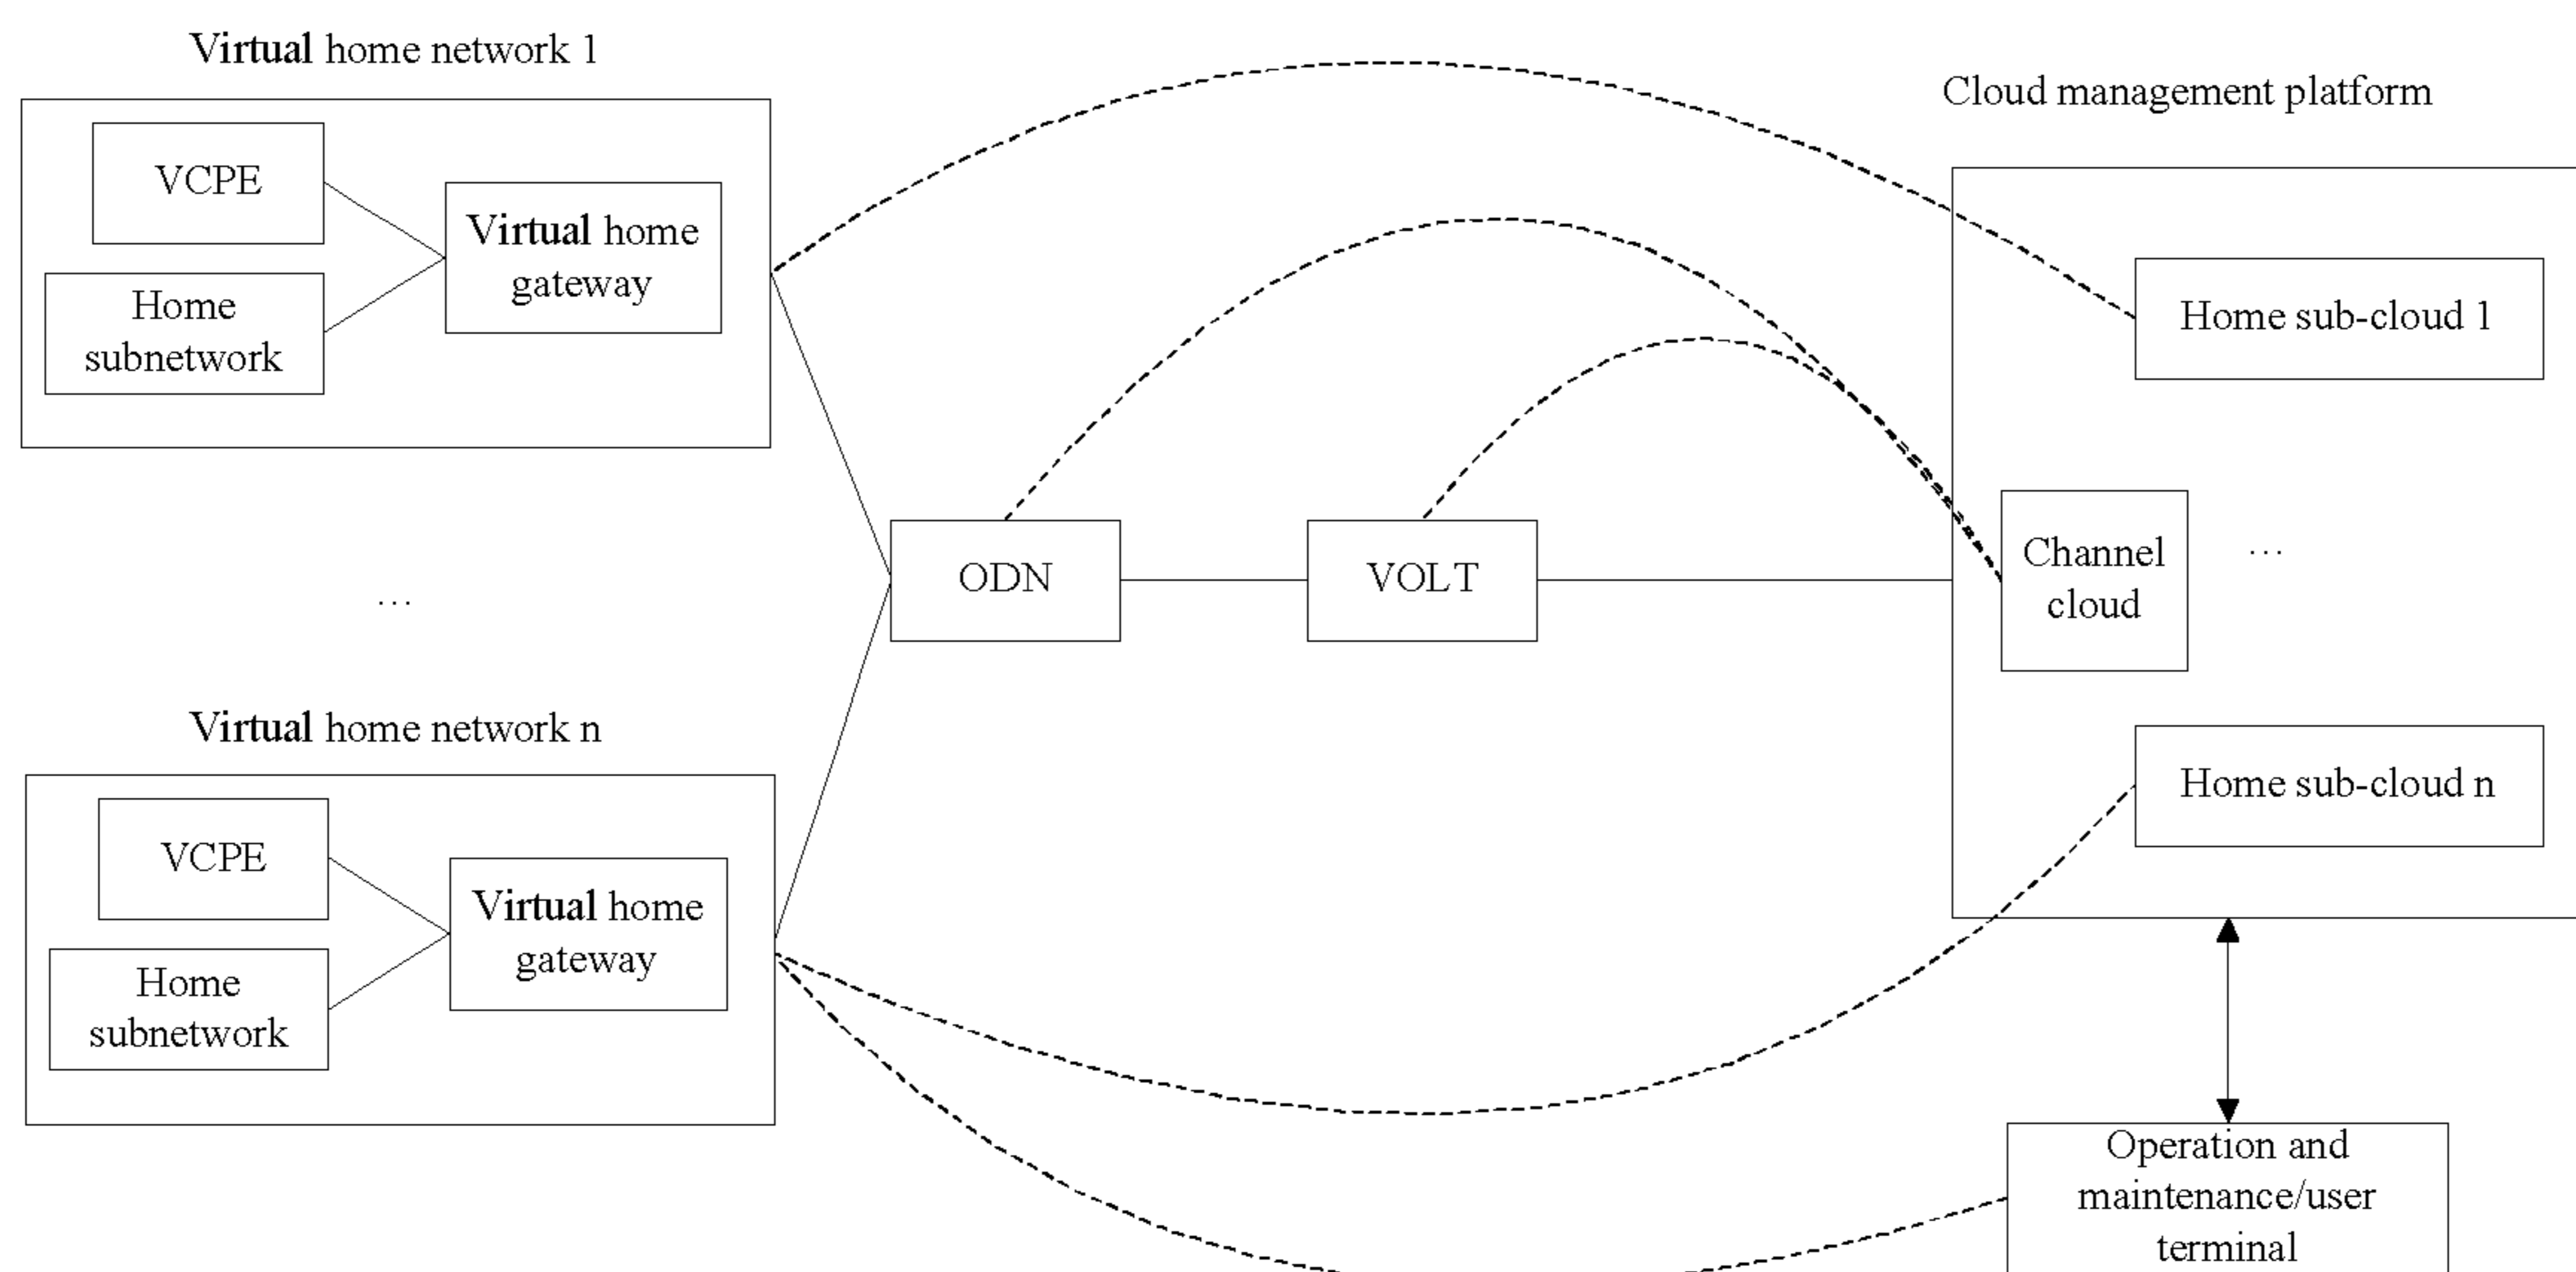 Virtual home network 1
VCPE
Home
subnetwork
Virtual home
gateway
...
Virtual home network n
VCPE
Home
subnetwork
Virtual home
gateway
ODN
VOLT
Cloud management platform
Home sub-cloud 1
Channel
cloud
...
Home sub-cloud n
Operation and
maintenance/user
terminal